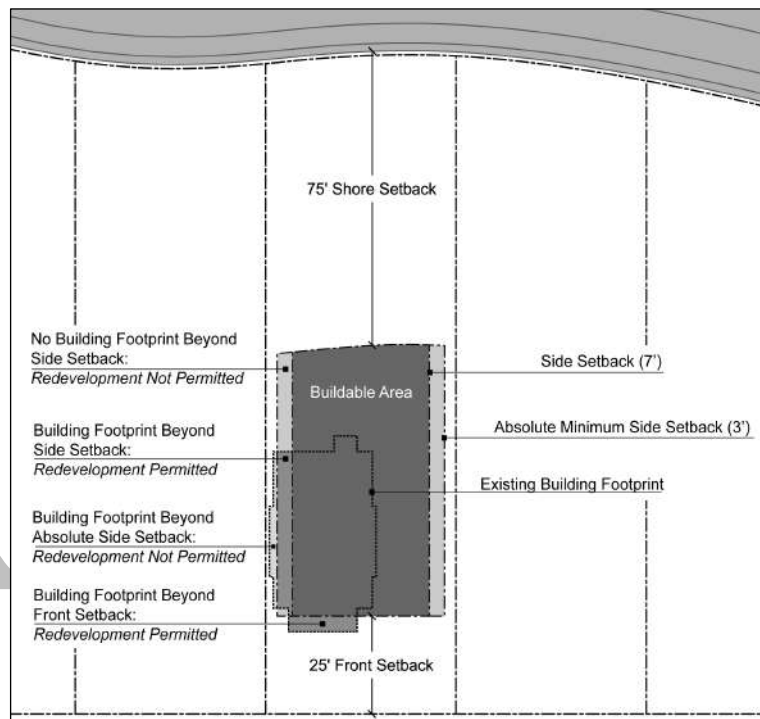 75' Shore Setback
No Building Footprint Beyond
Side Setback:
Redevelopment Not Permitted
Side Setback (7')
Buildable Area
Building Footprint Beyond
Side Setback:
Redevelopment Permitted
Absolute Minimum Side Setback (3')
Existing Building Footprint
Building Footprint Beyond
Absolute Side Setback:
Redevelopment Not Permitted
Building Footprint Beyond
Front Setback:
Redevelopment Permitted
25' Front Setback